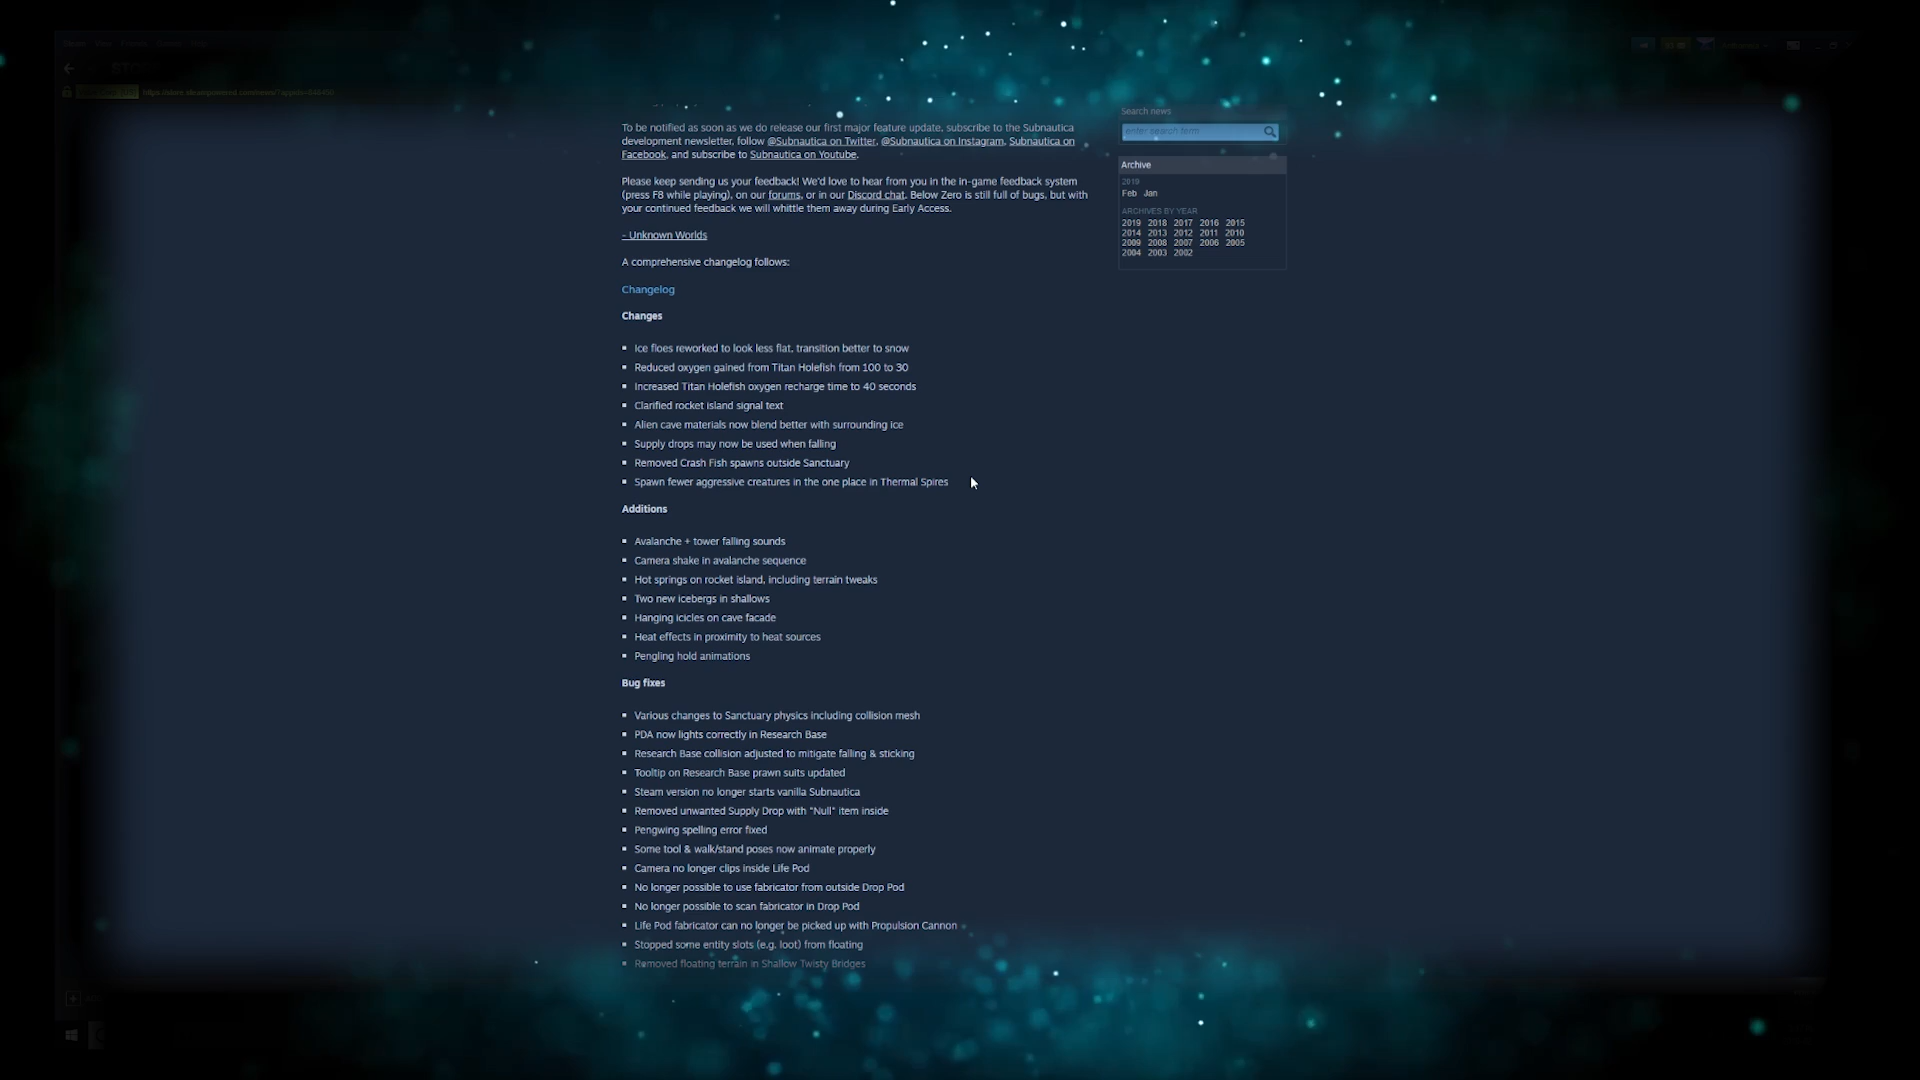 To be notified as soon as we do release our first major feature update, subscribe to the Subnautica
development newsletter, follow @Subnautica on Twitter, @Subnautica on Instagram, Subnautica on
Facebook, and subscribe to Subnautica on Youtube.
Please keep sending us your feedback! We'd love to hear from you in the in-game feedback system
(press F8 while playing), on our forums, or in our Discord chat. Below Zero is still full of bugs, but with
your continued feedback we will whittle them away during Early Access.
- Unknown Worlds
A comprehensive changelog follows:
Changelog
Changes
Ice floes reworked to look less flat, transition better to snow
Reduced oxygen gained from Titan Holefish from 100 to 30
Increased Titan Holefish oxygen recharge time to 40 seconds
Clarified rocket island signal text
Alien cave materials now blend better with surrounding ice
Supply drops may now be used when falling
Removed Crash Fish spawns outside Sanctuary
Spawn fewer aggressive creatures in the one place in Thermal Spires
Additions
Avalanche + tower falling sounds
Camera shake in avalanche sequence
Hot springs on rocket island, including terrain tweaks
Two new icebergs in shallows
Hanging icicles on cave facade
Heat effects in proximity to heat sources
Pengling hold animations
Bug fixes
Various changes to Sanctuary physics including collision mesh
PDA now lights correctly in Research Base
Research Base collision adjusted to mitigate falling & sticking
Tooltip on Research Base prawn suits updated
Steam version no longer starts vanilla Subnautica
Removed unwanted Supply Drop with "Null" item inside
Pengwing spelling error fixed
Some tool & walk/stand poses now animate properly
Camera no longer clips inside Life Pod
No longer possible to use fabricator from outside Drop Pod
No longer possible to scan fabricator in Drop Pod
Life Pod fabricator can no longer be picked up with Propulsion Cannon
Stopped some entity slots (e.g. loot) from floating
Removed floating terrain in Shallow Twisty Bridges
Search news
enter search term
Archive
2019
Feb Jan
ARCHIVES BY YEAR
2019 2018 2017 2016 2015
2014 2013 2012 2011 2010
2009 2008 2007 2006 2005
2004 2003 2002